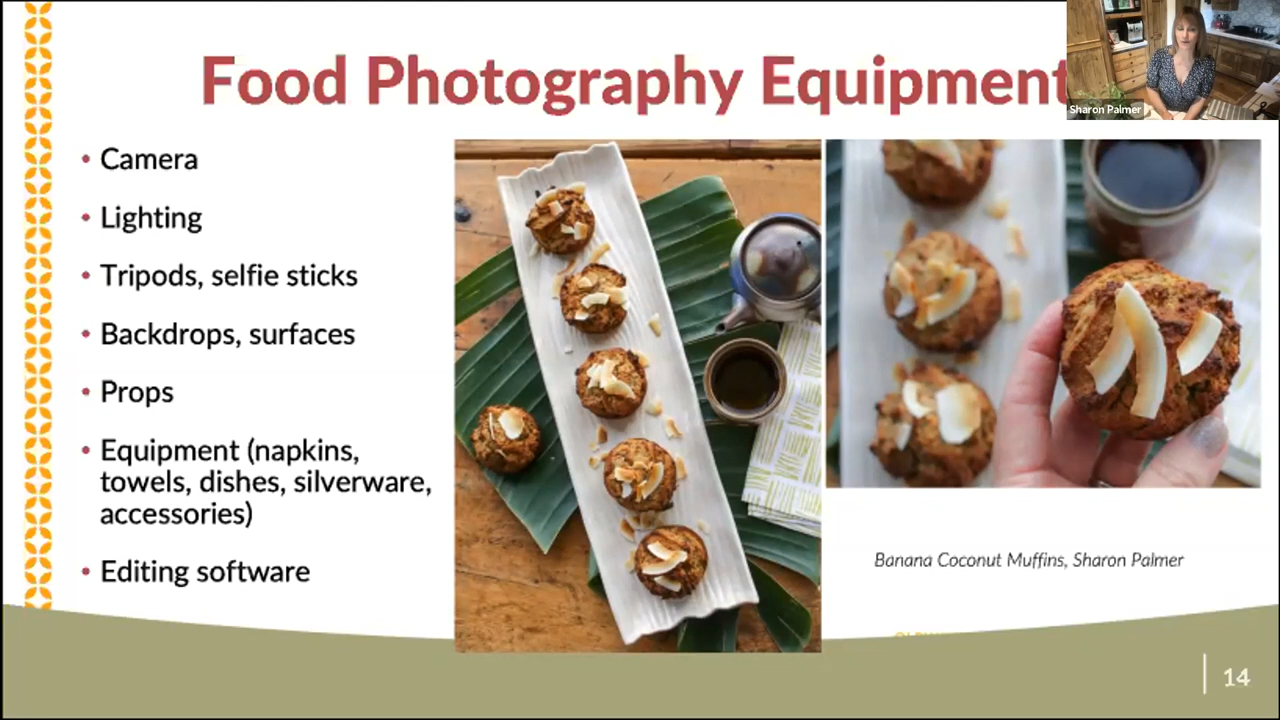 Food Photography Equipment
Sharon Palmer
• Camera
• Lighting
• Tripods, selfie sticks
• Backdrops, surfaces
• Props
• Equipment (napkins,
towels, dishes, silverware,
accessories)
• Editing software
Banana Coconut Muffins, Sharon Palmer
14